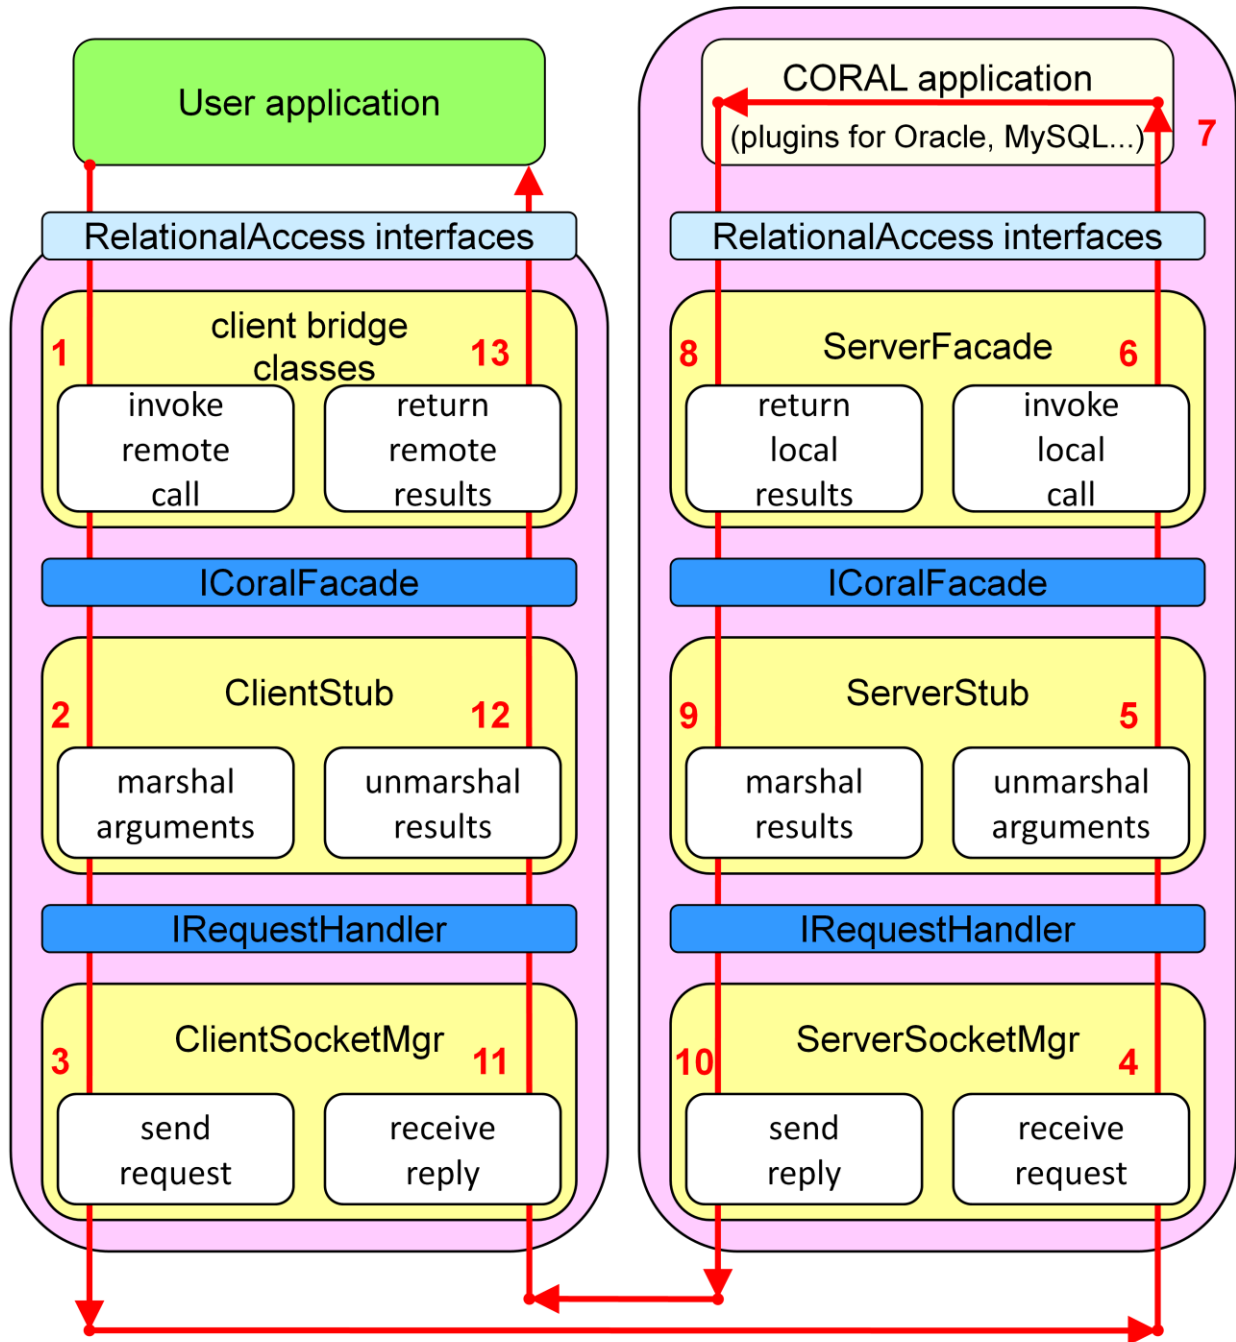 User application
RelationalAccess interfaces
1
client bridge
classes
13
invoke
remote
call
return
remote
results
ICoralFacade
ClientStub
2
12
marshal
arguments
unmarshal
results
IRequestHandler
ClientSocketMgr
3
11
send
request
receive
reply
CORAL application
(plugins for Oracle, MySQL...)
7
RelationalAccess interfaces
8
ServerFacade
6
return
local
results
invoke
local
call
ICoralFacade
ServerStub
9
5
marshal
results
unmarshal
arguments
IRequestHandler
ServerSocketMgr
10
4
send
reply
receive
request